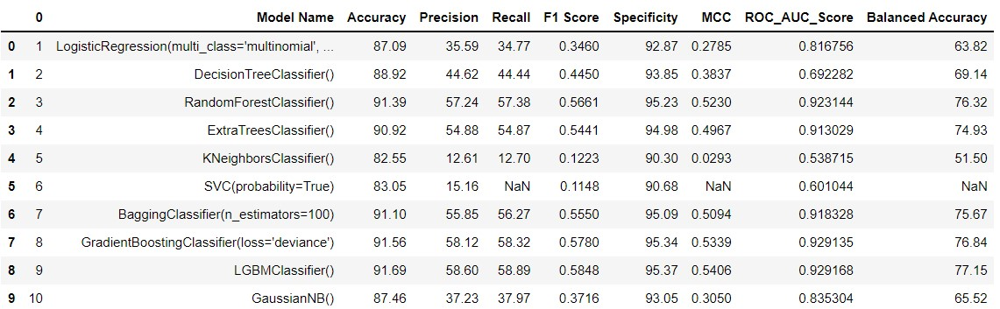 0 Model Name Accuracy Precision Recall F1 Score Specificity MCC ROC_AUC_Score Balanced Accuracy
0 1 LogisticRegression(multi_class='multinomial', ... 87.09 35.59 34.77 0.3460 92.87 0.2785 0.816756 63.82
1 2 DecisionTreeClassifier() 88.92 44.62 44.44 0.4450 93.85 0.3837 0.692282 69.14
2 3 RandomForestClassifier() 91.39 57.24 57.38 0.5661 95.23 0.5230 0.923144 76.32
3 4 ExtraTreesClassifier() 90.92 54.88 54.87 0.5441 94.98 0.4967 0.913029 74.93
4 5 KNeighborsClassifier() 82.55 12.61 12.70 0.1223 90.30 0.0293 0.538715 51.50
5 6 SVC(probability=True) 83.05 15.16 NaN 0.1148 90.68 NaN 0.601044 NaN
6 7 BaggingClassifier(n_estimators=100) 91.10 55.85 56.27 0.5550 95.09 0.5094 0.918328 75.67
7 8 GradientBoostingClassifier(loss='deviance') 91.56 58.12 58.32 0.5780 95.34 0.5339 0.929135 76.84
8 9 LGBMClassifier() 91.69 58.60 58.89 0.5848 95.37 0.5406 0.929168 77.15
9 10 GaussianNB() 87.46 37.23 37.97 0.3716 93.05 0.3050 0.835304 65.52